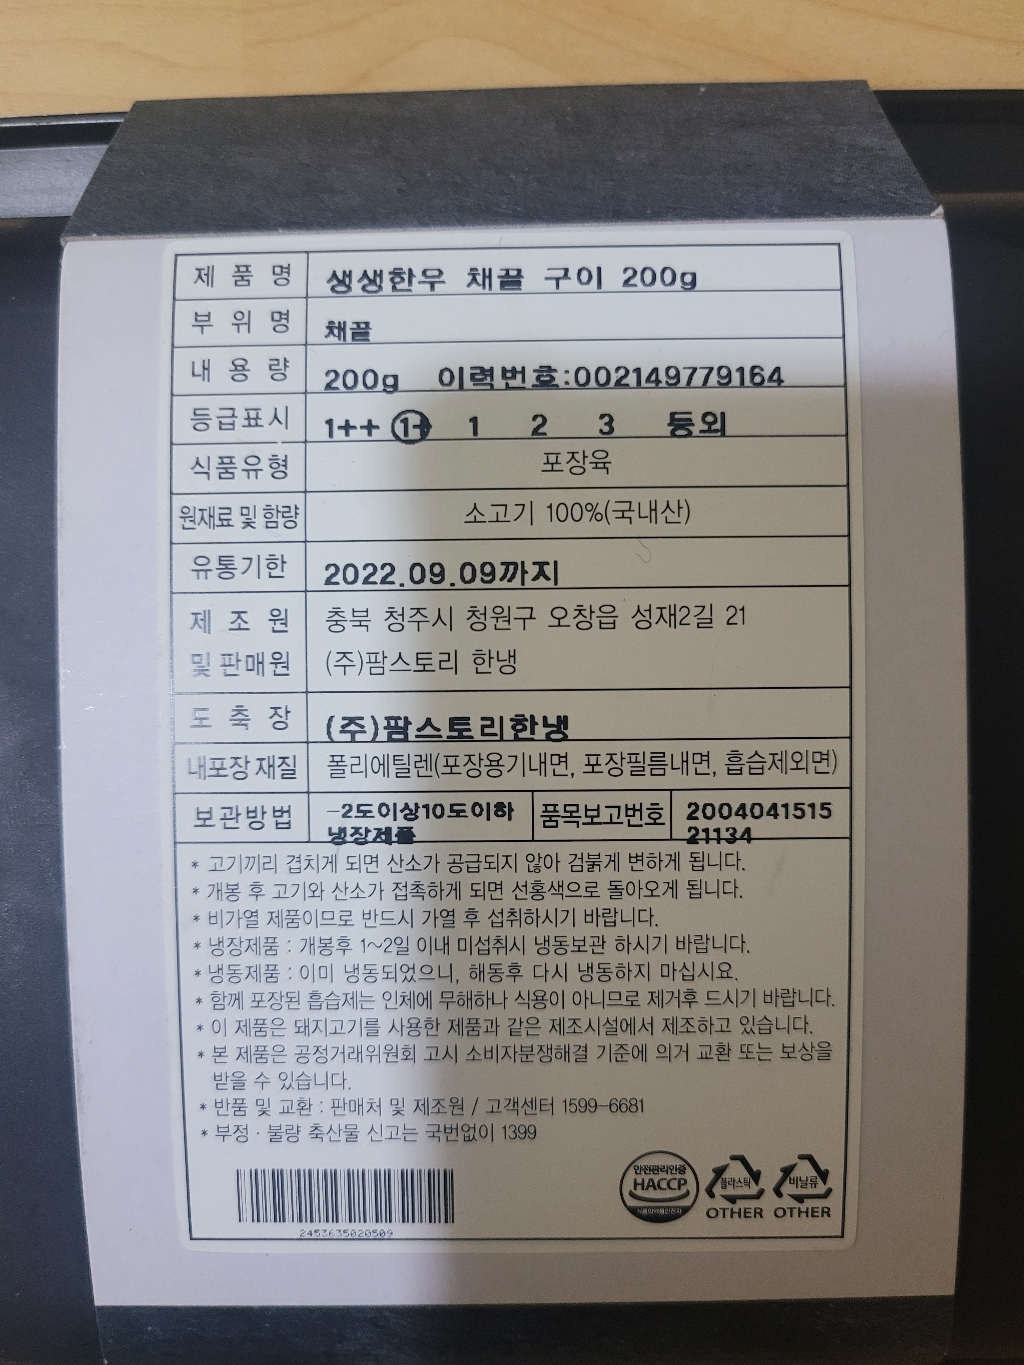 제품명 생생한우 채끝 구이 200g
부위명 채끝
내용량 200g 이력번호:002149779164
등급표시 1++ 1+ 1 2 3 등외
식품유형 포장육
원재료 및 함량 소고기 100%(국내산)
유통기한 2022.09.09까지
제조원 충북 청주시 청원구 오창읍 성재2길 21
및 판매원 (주)팜스토리 한냉
도축장 (주)팜스토리한냉
내포장 재질 폴리에틸렌(포장용기내면, 포장필름내면, 흡습제외면)
보관방법 -2도이상10도이하 품목보고번호 2004041515
냉장제품 21134
* 고기끼리 겹치게 되면 산소가 공급되지 않아 검붉게 변하게 됩니다.
* 개봉 후 고기와 산소가 접촉하게 되면 선홍색으로 돌아오게 됩니다.
* 비가열 제품이므로 반드시 가열 후 섭취하시기 바랍니다.
* 냉장제품 : 개봉후 1~2일 이내 미섭취시 냉동보관 하시기 바랍니다.
* 냉동제품 : 이미 냉동되었으니, 해동후 다시 냉동하지 마십시요.
* 함께 포장된 흡습제는 인체에 무해하나 식용이 아니므로 제거후 드시기 바랍니다.
* 이 제품은 돼지고기를 사용한 제품과 같은 제조시설에서 제조하고 있습니다.
* 본 제품은 공정거래위원회 고시 소비자분쟁해결 기준에 의거 교환 또는 보상을
받을 수 있습니다.
* 반품 및 교환 : 판매처 및 제조원 / 고객센터 1599-6681
* 부정 · 불량 축산물 신고는 국번없이 1399
안전관리인증
HACCP
식품의약품안전처
플라스틱 비닐류
OTHER OTHER
2453635020509